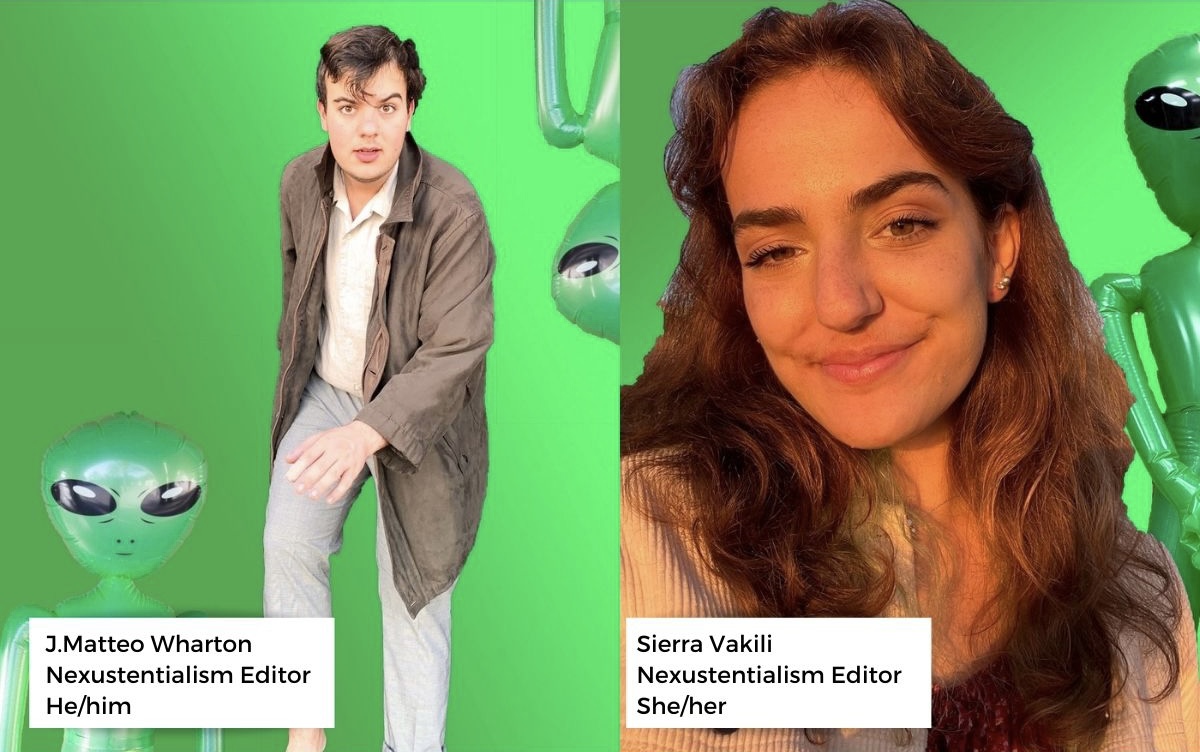 J.Matteo Wharton
Nexustentialism Editor
He/him
Sierra Vakili
Nexustentialism Editor
She/her